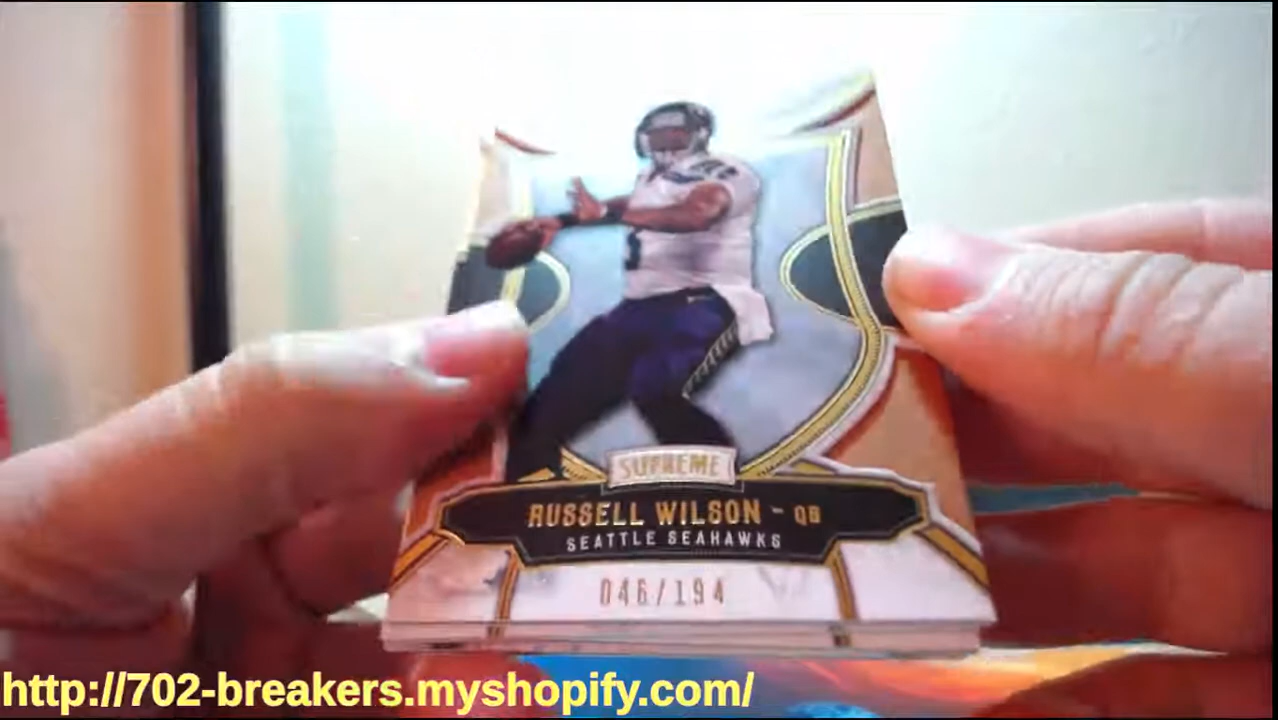 SUPREME
RUSSELL WILSON - QB
SEATTLE SEAHAWKS
046/194
http://702-breakers.myshopify.com/